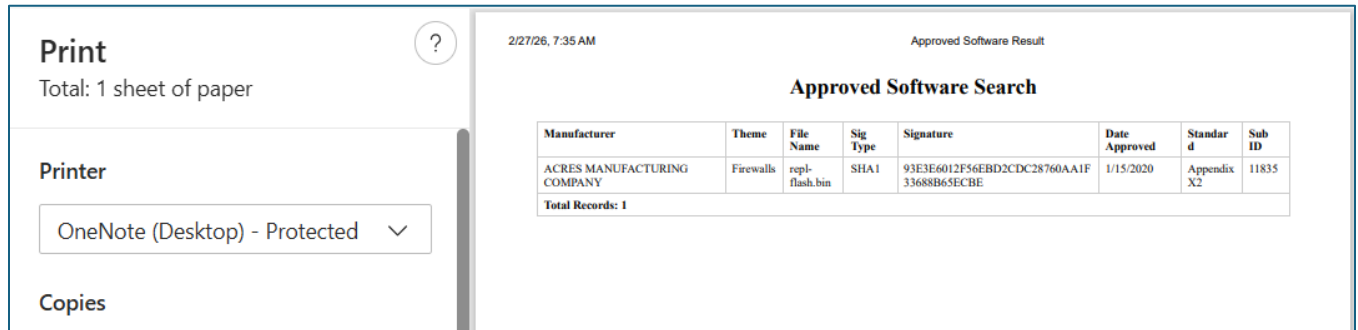 Print
?
Total: 1 sheet of paper
Printer
OneNote (Desktop) - Protected
Copies
2/27/26, 7:35 AM Approved Software Result
Approved Software Search
Manufacturer Theme File Name Sig Type Signature Date Approved Standar d Sub ID
ACRES MANUFACTURING COMPANY Firewalls repl-flash.bin SHA1 93E3E6012F56EBD2CDC28760AA1F33688B65ECBE 1/15/2020 Appendix X2 11835
Total Records: 1